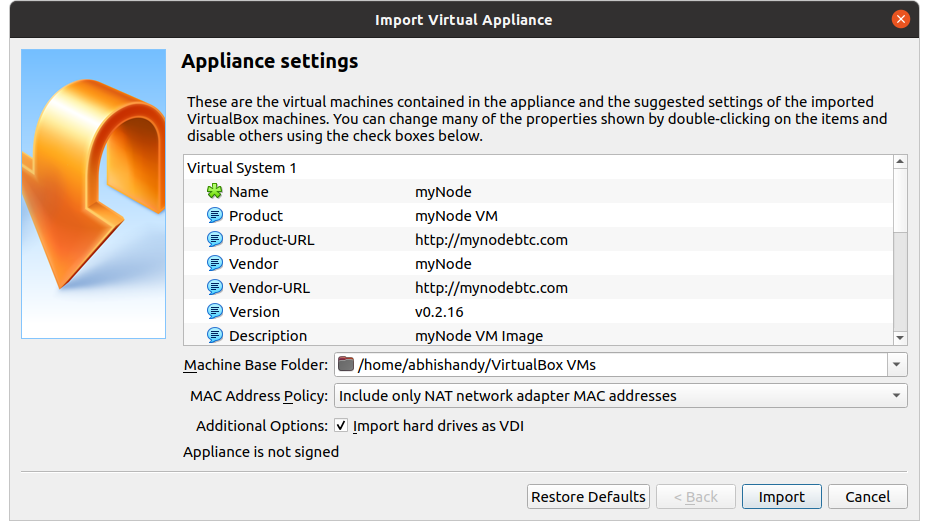 Import Virtual Appliance
Appliance settings
These are the virtual machines contained in the appliance and the suggested settings of the imported
VirtualBox machines. You can change many of the properties shown by double-clicking on the items and
disable others using the check boxes below.
Virtual System 1
Name myNode
Product myNode VM
Product-URL http://mynodebtc.com
Vendor myNode
Vendor-URL http://mynodebtc.com
Version v0.2.16
Description myNode VM Image
Machine Base Folder: /home/abhishandy/VirtualBox VMs
MAC Address Policy: Include only NAT network adapter MAC addresses
Additional Options: Import hard drives as VDI
Appliance is not signed
Restore Defaults < Back Import Cancel